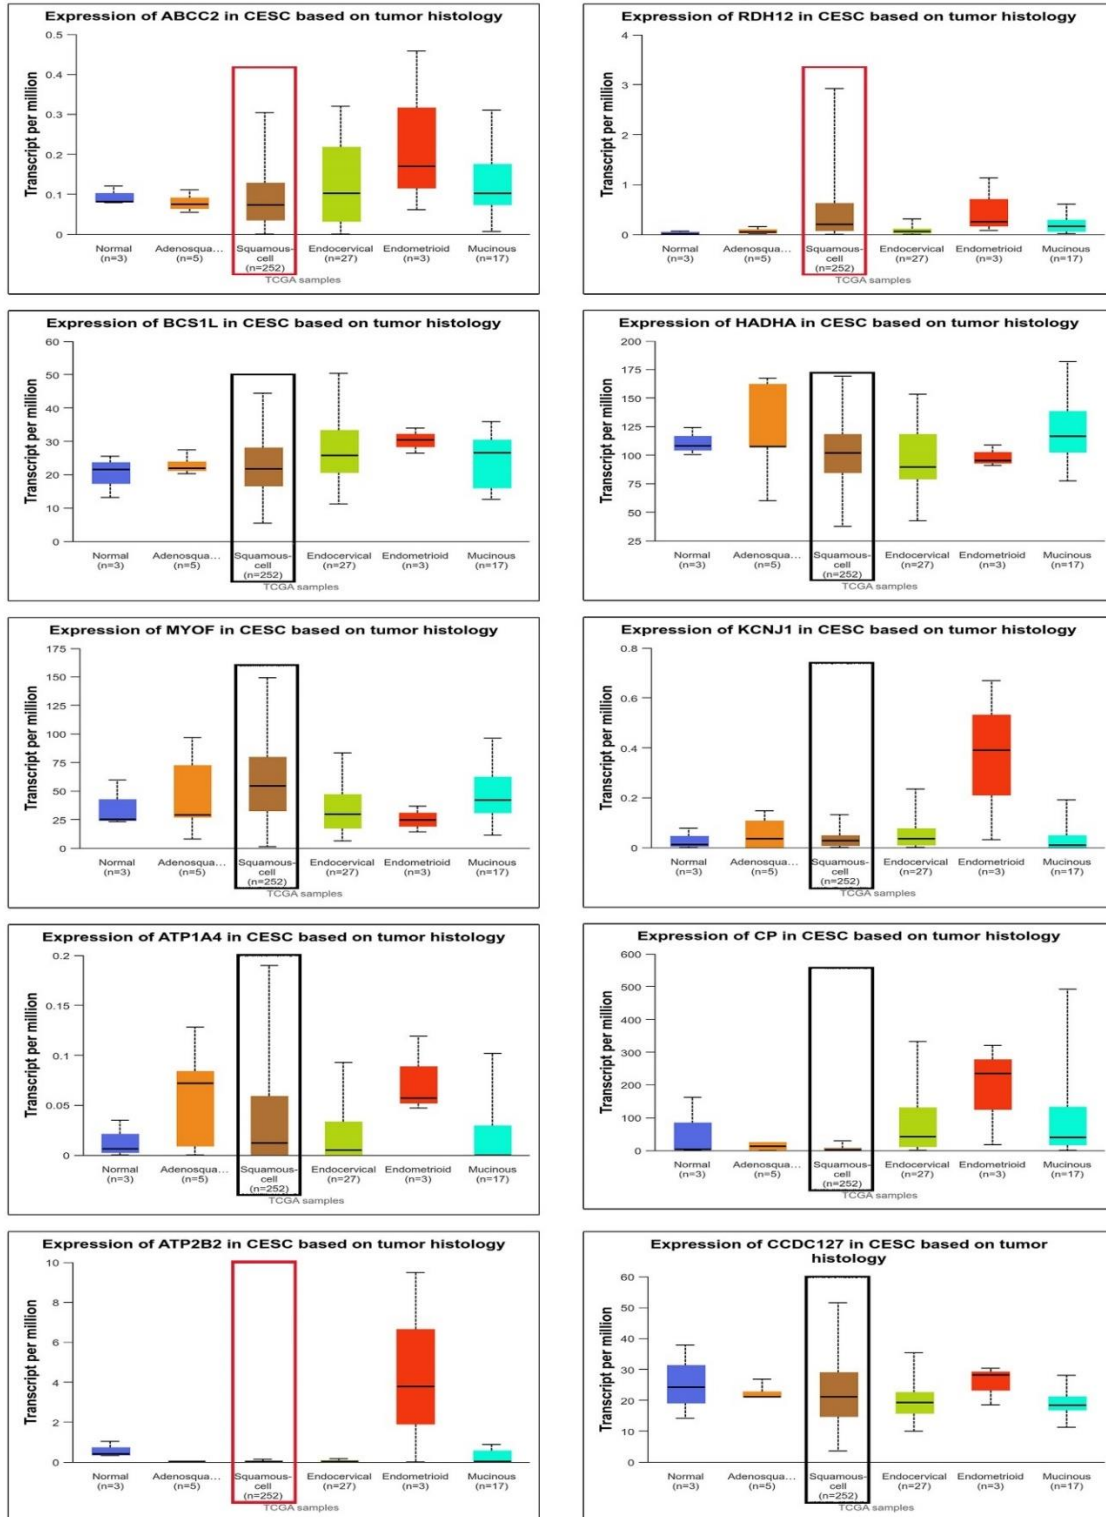 Expression of ABCC2 in CESC based on tumor histology
Transcript per million
0.5
0.4
0.3
0.2
0.1
0
Normal Adenosqua… Squamous- Endocervical Endometrioid Mucinous
(n=3) (n=5) cell (n=27) (n=3) (n=17)
(n=252)
TCGA samples
Expression of RDH12 in CESC based on tumor histology
Transcript per million
4
3
2
1
0
Normal Adenosqua… Squamous- Endocervical Endometrioid Mucinous
(n=3) (n=5) cell (n=27) (n=3) (n=17)
(n=252)
TCGA samples
Expression of BCS1L in CESC based on tumor histology
Transcript per million
60
50
40
30
20
10
0
Normal Adenosqua… Squamous- Endocervical Endometrioid Mucinous
(n=3) (n=5) cell (n=27) (n=3) (n=17)
(n=252)
TCGA samples
Expression of HADHA in CESC based on tumor histology
Transcript per million
200
175
150
125
100
75
50
25
Normal Adenosqua… Squamous- Endocervical Endometrioid Mucinous
(n=3) (n=5) cell (n=27) (n=3) (n=17)
(n=252)
TCGA samples
Expression of MYOF in CESC based on tumor histology
Transcript per million
175
150
125
100
75
50
25
0
Normal Adenosqua… Squamous- Endocervical Endometrioid Mucinous
(n=3) (n=5) cell (n=27) (n=3) (n=17)
(n=252)
TCGA samples
Expression of KCNJ1 in CESC based on tumor histology
Transcript per million
0.8
0.6
0.4
0.2
0
Normal Adenosqua… Squamous- Endocervical Endometrioid Mucinous
(n=3) (n=5) cell (n=27) (n=3) (n=17)
(n=252)
TCGA samples
Expression of ATP1A4 in CESC based on tumor histology
Transcript per million
0.2
0.15
0.1
0.05
0
Normal Adenosqua… Squamous- Endocervical Endometrioid Mucinous
(n=3) (n=5) cell (n=27) (n=3) (n=17)
(n=252)
TCGA samples
Expression of CP in CESC based on tumor histology
Transcript per million
600
500
400
300
200
100
0
Normal Adenosqua… Squamous- Endocervical Endometrioid Mucinous
(n=3) (n=5) cell (n=27) (n=3) (n=17)
(n=252)
TCGA samples
Expression of ATP2B2 in CESC based on tumor histology
Transcript per million
10
8
6
4
2
0
Normal Adenosqua… Squamous- Endocervical Endometrioid Mucinous
(n=3) (n=5) cell (n=27) (n=3) (n=17)
(n=252)
TCGA samples
Expression of CCDC127 in CESC based on tumor
histology
Transcript per million
60
50
40
30
20
10
0
Normal Adenosqua… Squamous- Endocervical Endometrioid Mucinous
(n=3) (n=5) cell (n=27) (n=3) (n=17)
(n=252)
TCGA samples